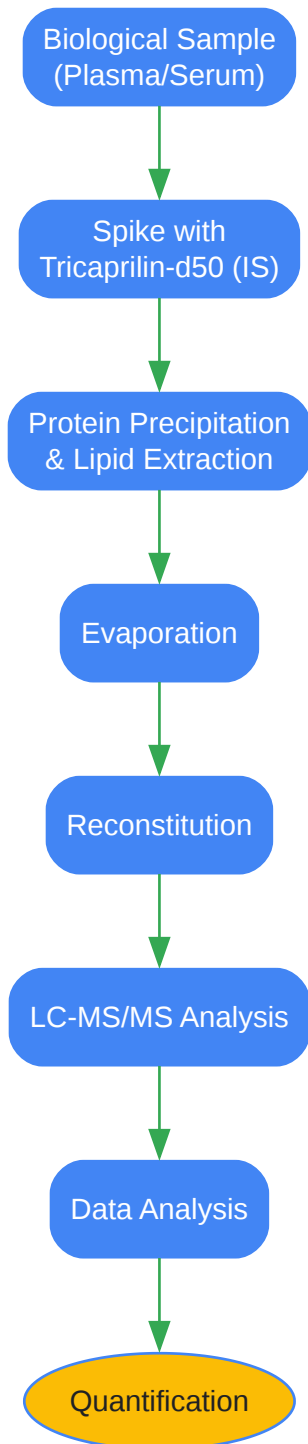 Biological Sample
(Plasma/Serum)
Spike with
Tricaprilin-d50 (IS)
Protein Precipitation
& Lipid Extraction
Evaporation
Reconstitution
LC-MS/MS Analysis
Data Analysis
Quantification